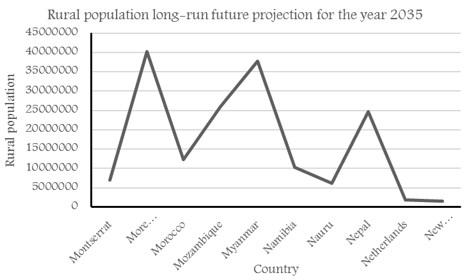 Rural population long-run future projection for the year 2035
45000000
40000000
35000000
30000000
25000000
20000000
15000000
10000000
5000000
0
Rural population
Montserrat
More...
Morocco
Mozambique
Myanmar
Namibia
Nauru
Nepal
Netherlands
New...
Country